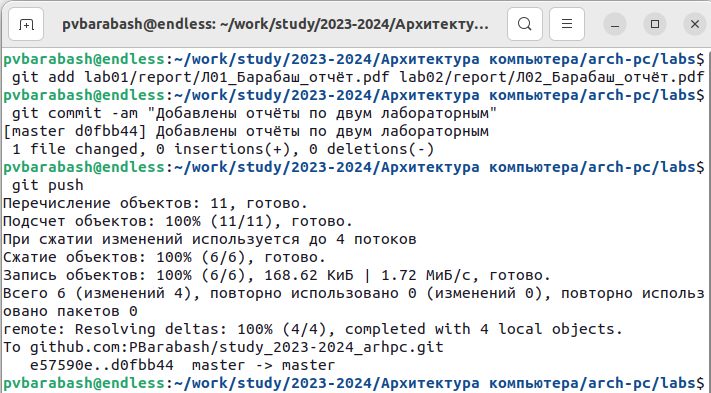 pvbarabash@endless: ~/work/study/2023-2024/Архитекту...
pvbarabash@endless:~/work/study/2023-2024/Архитектура компьютера/arch-pc/labs$
git add lab01/report/Л01_Барабаш_отчёт.pdf lab02/report/Л02_Барабаш_отчёт.pdf
pvbarabash@endless:~/work/study/2023-2024/Архитектура компьютера/arch-pc/labs$
git commit -am "Добавлены отчёты по двум лабораторным"
[master d0fbb44] Добавлены отчёты по двум лабораторным
1 file changed, 0 insertions(+), 0 deletions(-)
pvbarabash@endless:~/work/study/2023-2024/Архитектура компьютера/arch-pc/labs$
git push
Перечисление объектов: 11, готово.
Подсчет объектов: 100% (11/11), готово.
При сжатии изменений используется до 4 потоков
Сжатие объектов: 100% (6/6), готово.
Запись объектов: 100% (6/6), 168.62 КиБ | 1.72 МиБ/с, готово.
Всего 6 (изменений 4), повторно использовано 0 (изменений 0), повторно использ
овано пакетов 0
remote: Resolving deltas: 100% (4/4), completed with 4 local objects.
To github.com:PBarabash/study_2023-2024_arhpc.git
e57590e..d0fbb44  master -> master
pvbarabash@endless:~/work/study/2023-2024/Архитектура компьютера/arch-pc/labs$